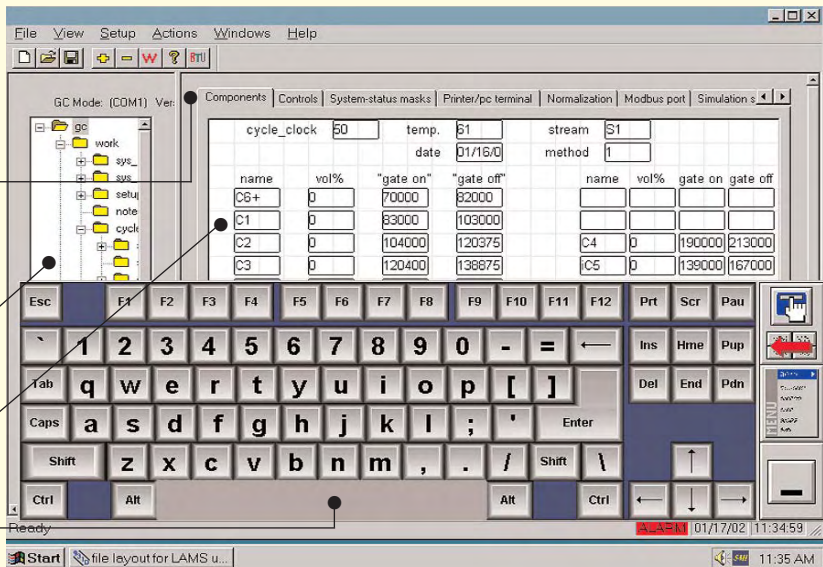 File View Setup Actions Windows Help
BTU
GC Mode: (COM1) Ver:
Components Controls System-status masks Printer/pc terminal Normalization Modbus port Simulation s
gc
work
sys_
sys_
setup
note
cycle
cycle_clock 50 temp. 61 stream S1
date 01/16/0 method 1
name vol% "gate on" "gate off" name vol% gate on gate off
C6+ 0 70000 82000
C1 0 83000 103000
C2 0 104000 120375 C4 0 190000 213000
C3 0 120400 138875 iC5 0 139000 167000
Esc F1 F2 F3 F4 F5 F6 F7 F8 F9 F10 F11 F12 Prt Scr Pau
` 1 2 3 4 5 6 7 8 9 0 - = ← Ins Hme Pup
Tab q w e r t y u i o p [ ] Del End Pdn
Caps a s d f g h j k l ; ' Enter
MENU
Shift z x c v b n m , . / Shift \ ↑
Ctrl Alt Alt Ctrl ← ↓ →
Ready ALARM 01/17/02 11:34:59
Start file layout for LAMS u... 11:35 AM